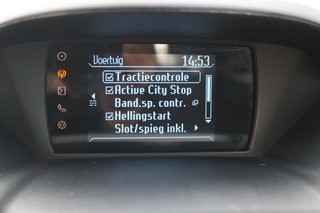 Voertuig 14:53
Tractiecontrole
Active City Stop
Band.sp. contr.
Hellingstart
Slot/spieg inkl.